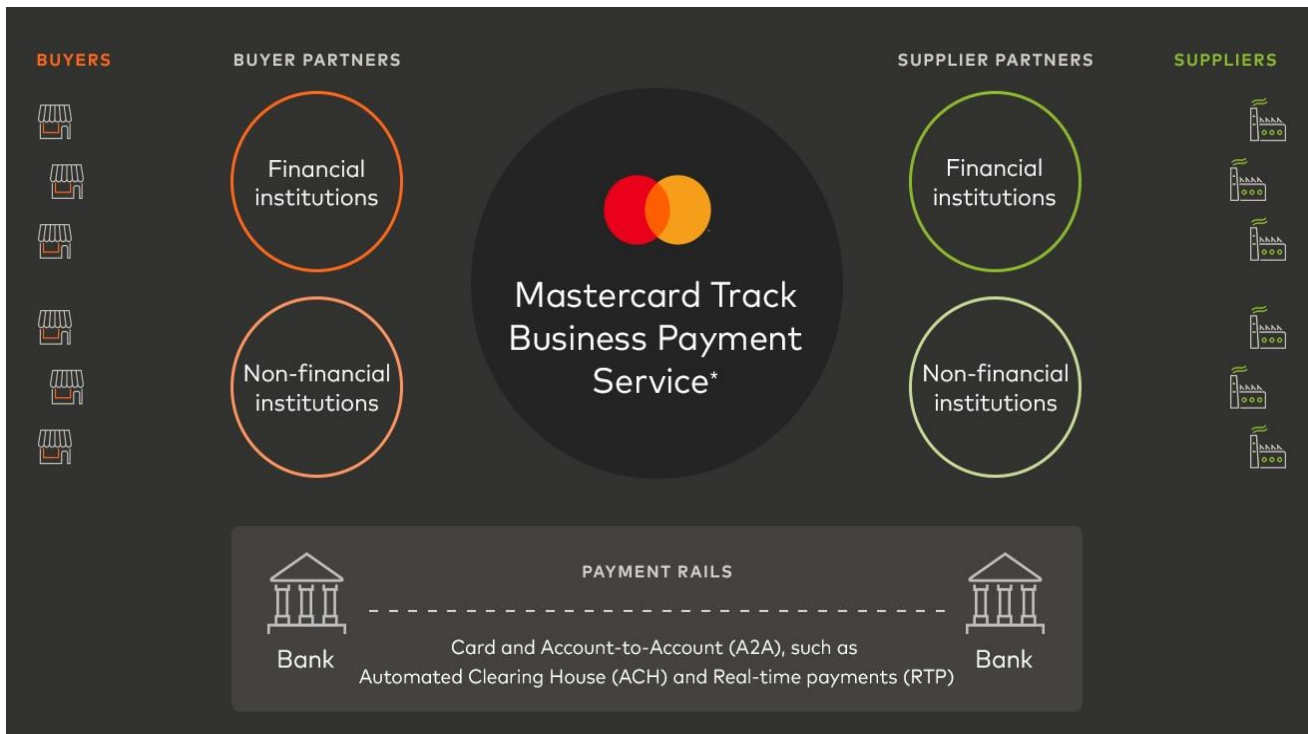 BUYERS
BUYER PARTNERS
SUPPLIER PARTNERS
SUPPLIERS
Financial
institutions
Financial
institutions
Mastercard Track
Business Payment
Service*
Non-financial
institutions
Non-financial
institutions
PAYMENT RAILS
Bank
Card and Account-to-Account (A2A), such as
Automated Clearing House (ACH) and Real-time payments (RTP)
Bank